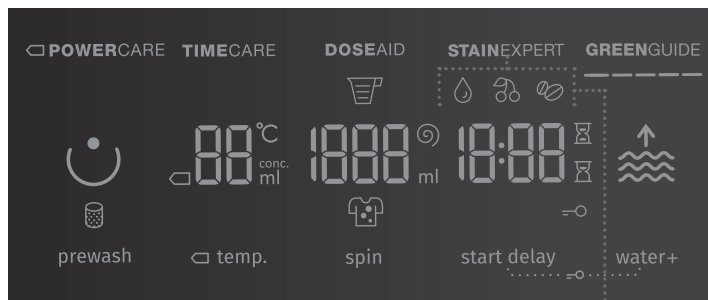 POWERCARE TIMECARE DOSEAID STAINEXPERT GREENGUIDE
88 °C conc. ml 1888 ml 18:88
prewash temp. spin start delay water+